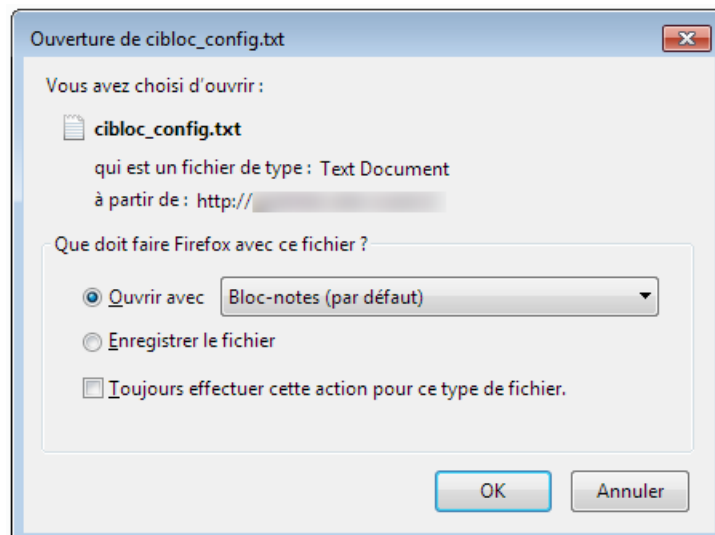 Ouverture de cibloc_config.txt
Vous avez choisi d'ouvrir :
cibloc_config.txt
qui est un fichier de type : Text Document
à partir de : http://
Que doit faire Firefox avec ce fichier ?
Ouvrir avec Bloc-notes (par défaut)
Enregistrer le fichier
Toujours effectuer cette action pour ce type de fichier.
OK Annuler